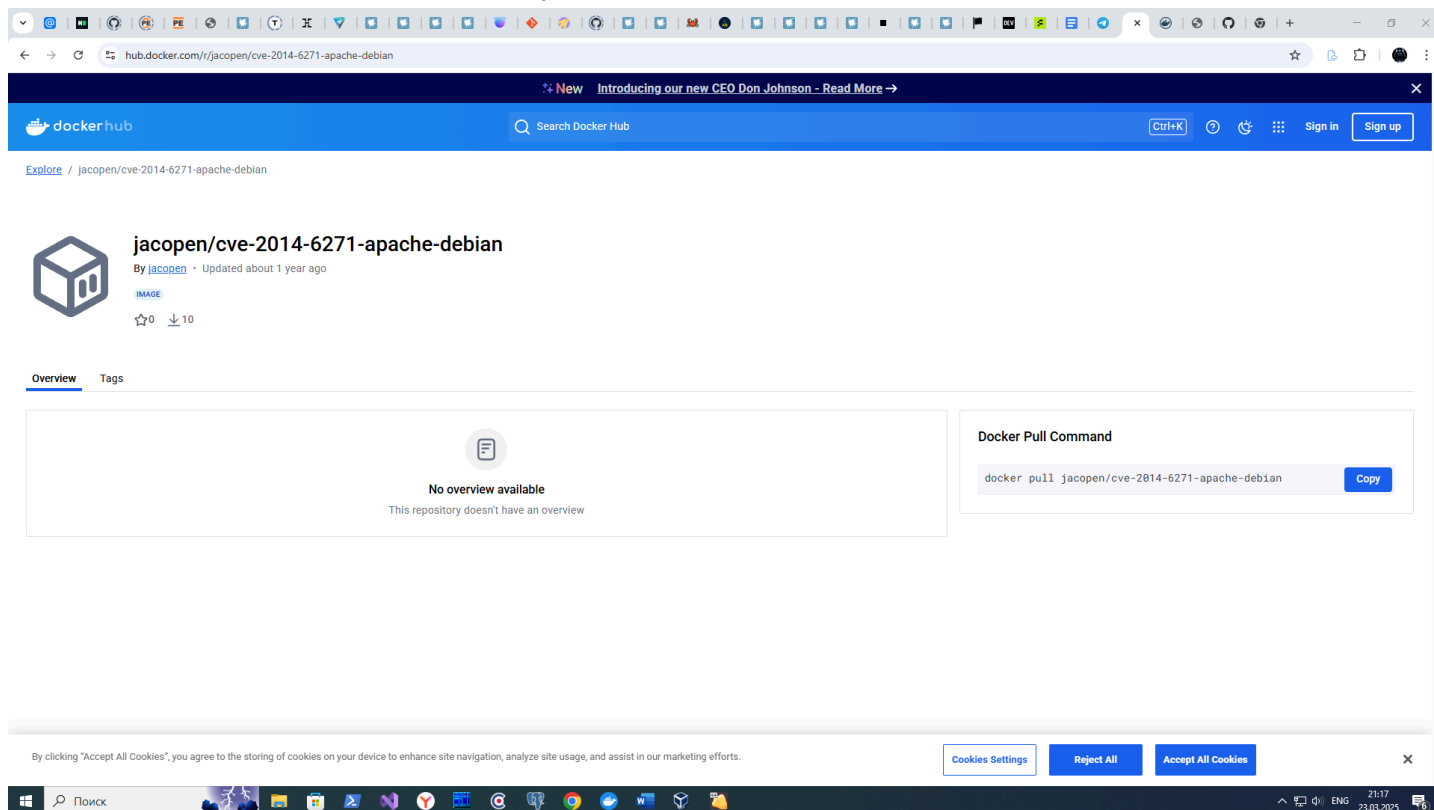 hub.docker.com/r/jacopen/cve-2014-6271-apache-debian
New Introducing our new CEO Don Johnson - Read More →
dockerhub
Search Docker Hub
Ctrl+K
Sign in
Sign up
Explore / jacopen/cve-2014-6271-apache-debian
jacopen/cve-2014-6271-apache-debian
By jacopen • Updated about 1 year ago
IMAGE
0 10
Overview Tags
No overview available
This repository doesn't have an overview
Docker Pull Command
docker pull jacopen/cve-2014-6271-apache-debian
Copy
By clicking "Accept All Cookies", you agree to the storing of cookies on your device to enhance site navigation, analyze site usage, and assist in our marketing efforts.
Cookies Settings
Reject All
Accept All Cookies
Поиск
ENG
21:17
23.03.2025